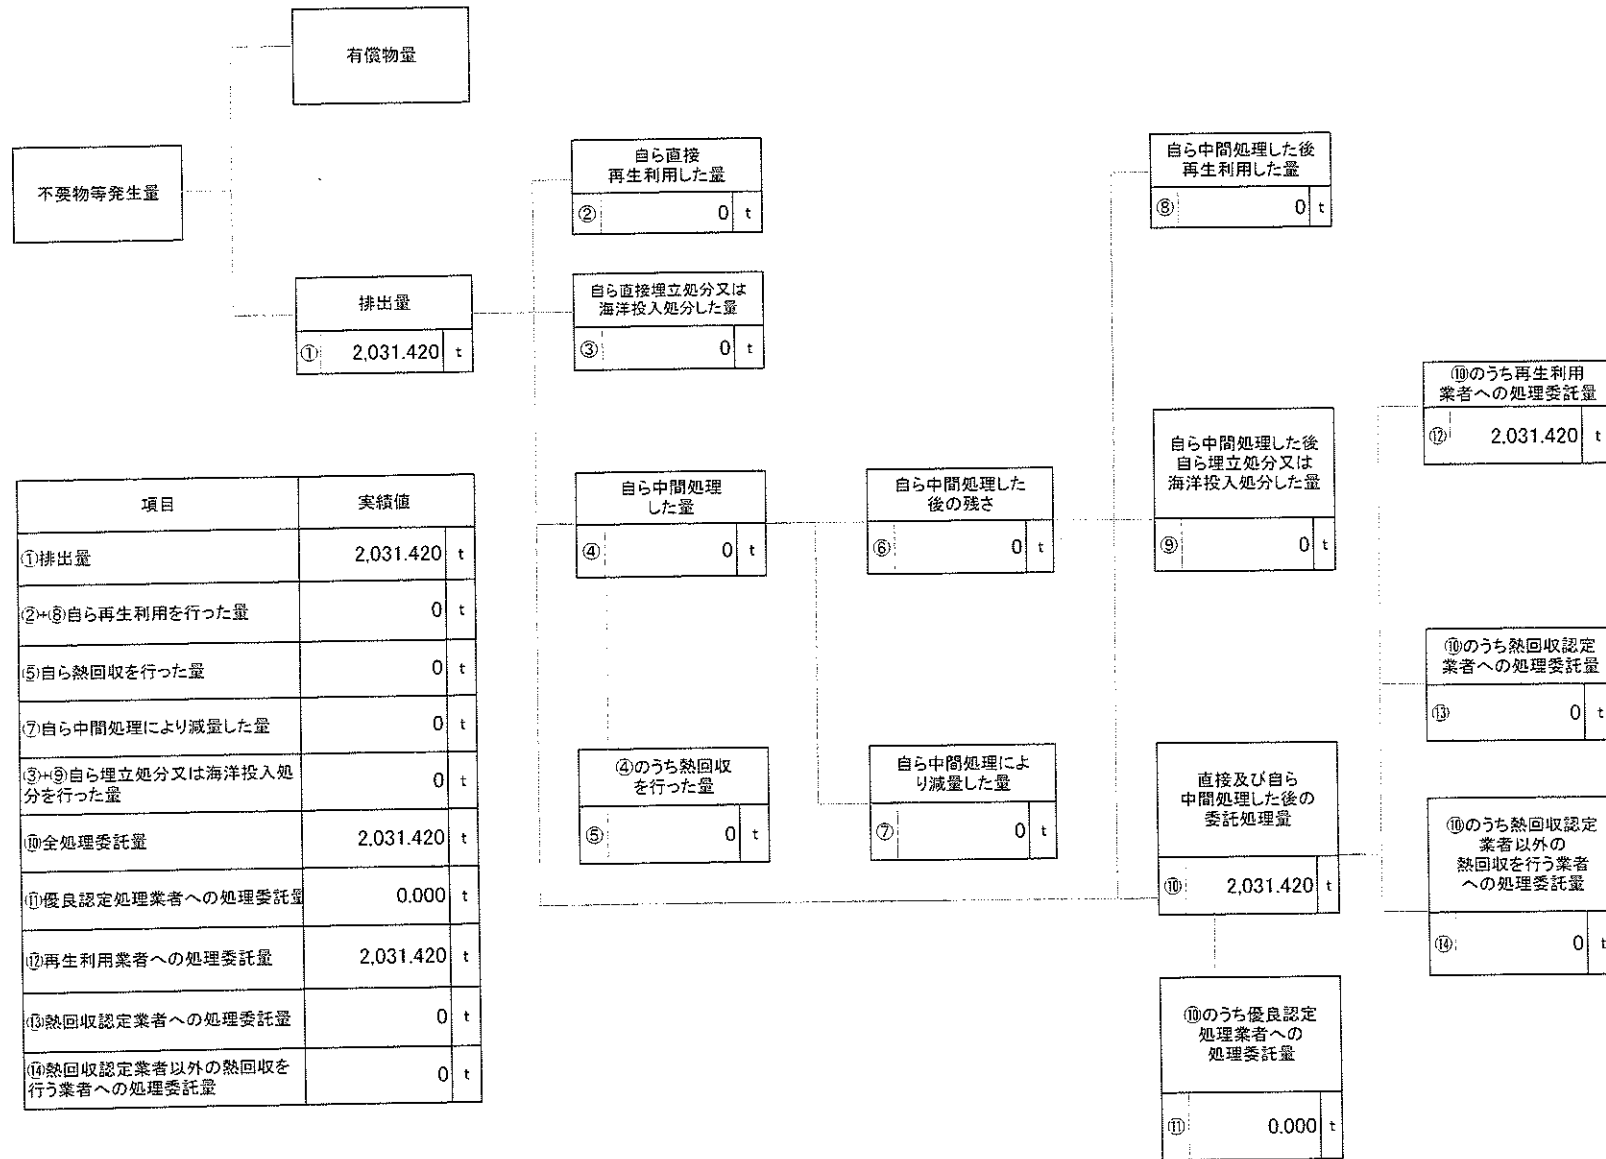 有償物量
不要物等発生量
排出量
① 2,031.420 t
自ら直接
再生利用した量
② 0 t
自ら直接埋立処分又は
海洋投入処分した量
③ 0 t
自ら中間処理
した量
④ 0 t
④のうち熱回収
を行った量
⑤ 0 t
自ら中間処理した
後の残さ
⑥ 0 t
自ら中間処理によ
り減量した量
⑦ 0 t
自ら中間処理した後
再生利用した量
⑧ 0 t
自ら中間処理した後
自ら埋立処分又は
海洋投入処分した量
⑨ 0 t
直接及び自ら
中間処理した後の
委託処理量
⑩ 2,031.420 t
⑩のうち優良認定
処理業者への
処理委託量
⑪ 0.000 t
⑩のうち再生利用
業者への処理委託量
⑫ 2,031.420 t
⑩のうち熱回収認定
業者への処理委託量
⑬ 0 t
⑩のうち熱回収認定
業者以外の
熱回収を行う業者
への処理委託量
⑭ 0 t
項目 実績値
①排出量 2,031.420 t
②+⑧自ら再生利用を行った量 0 t
⑤自ら熱回収を行った量 0 t
⑦自ら中間処理により減量した量 0 t
③+⑨自ら埋立処分又は海洋投入処
分を行った量 0 t
⑩全処理委託量 2,031.420 t
⑪優良認定処理業者への処理委託量 0.000 t
⑫再生利用業者への処理委託量 2,031.420 t
⑬熱回収認定業者への処理委託量 0 t
⑭熱回収認定業者以外の熱回収を
行う業者への処理委託量 0 t